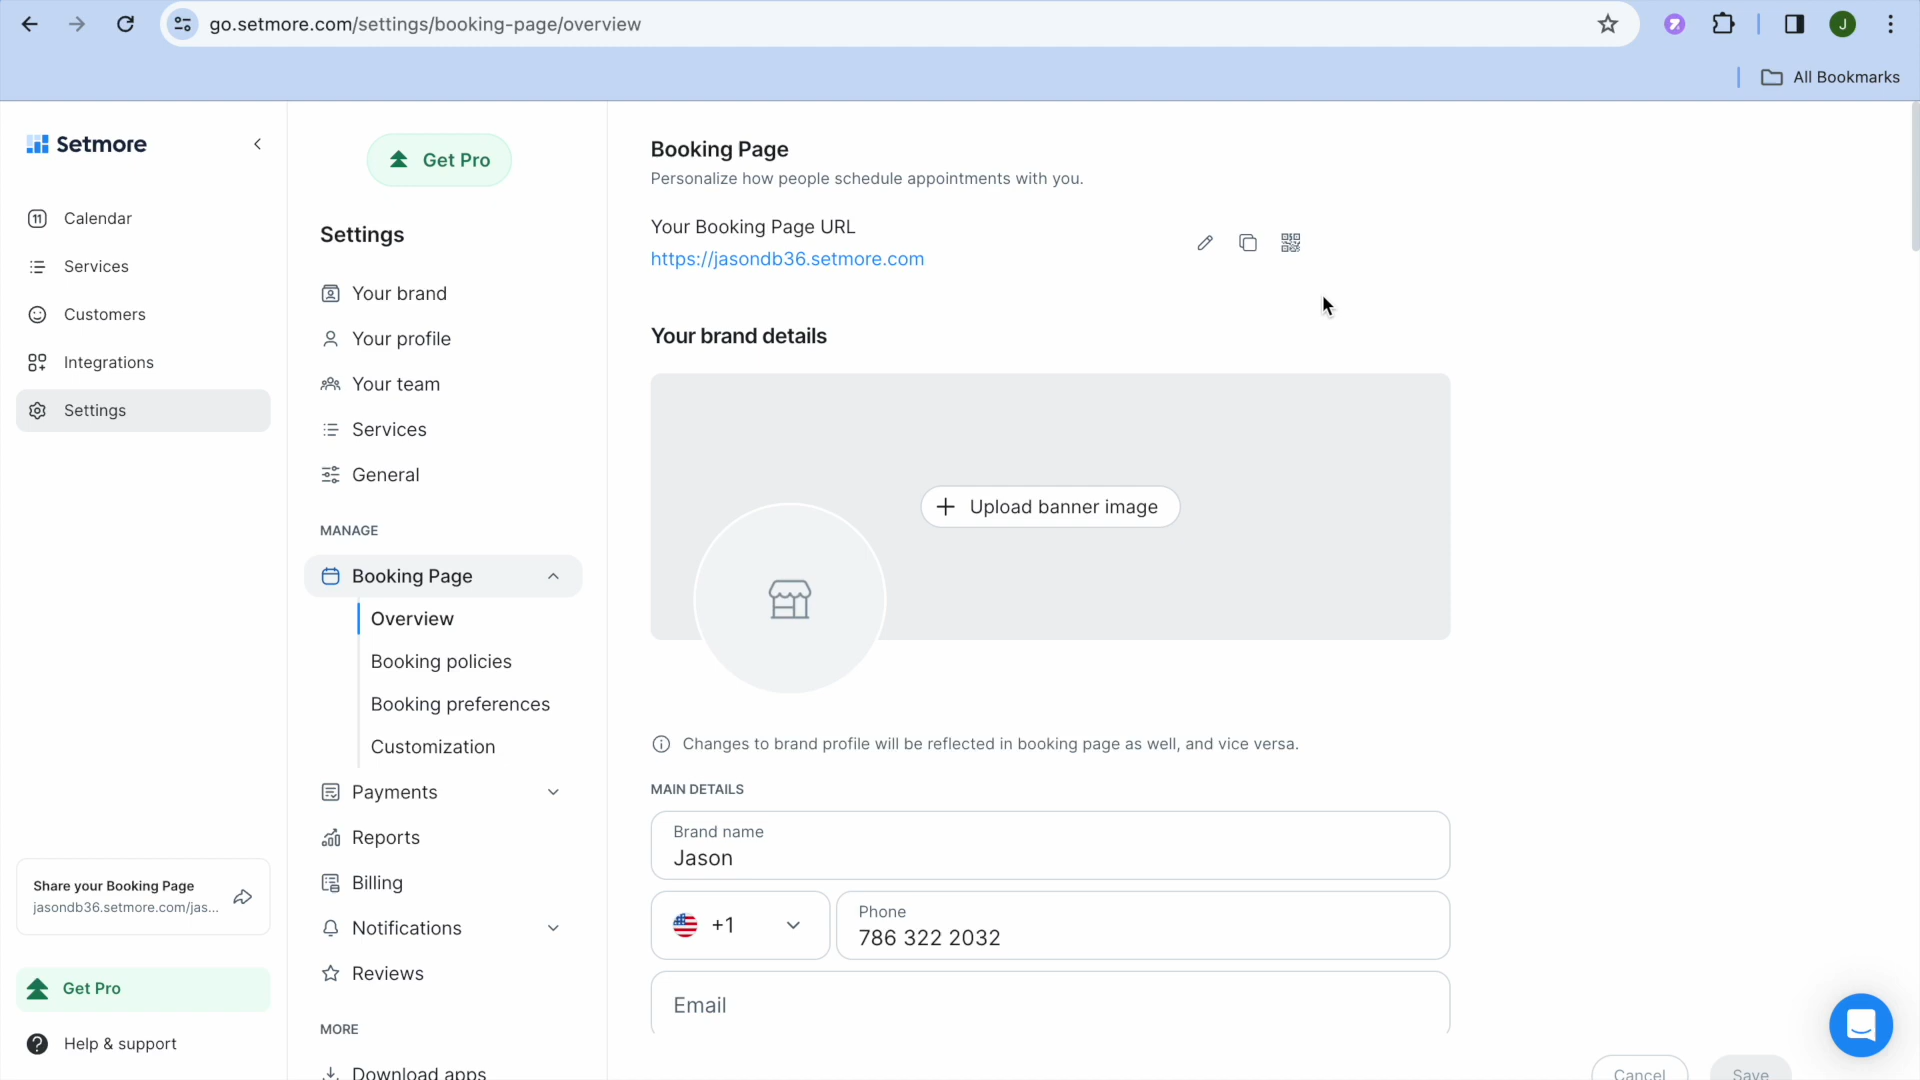 go.setmore.com/settings/booking-page/overview
J
All Bookmarks
Setmore
11
Calendar
Services
Customers
Integrations
Settings
Share your Booking Page
jasondb36.setmore.com/jas...
Get Pro
Help & support
Get Pro
Settings
Your brand
Your profile
Your team
Services
General
MANAGE
Booking Page
Overview
Booking policies
Booking preferences
Customization
Payments
Reports
Billing
Notifications
Reviews
MORE
Download apps
Booking Page
Personalize how people schedule appointments with you.
Your Booking Page URL
https://jasondb36.setmore.com
Your brand details
Upload banner image
Changes to brand profile will be reflected in booking page as well, and vice versa.
MAIN DETAILS
Brand name
Jason
+1
Phone
786 322 2032
Email
Cancel
Save